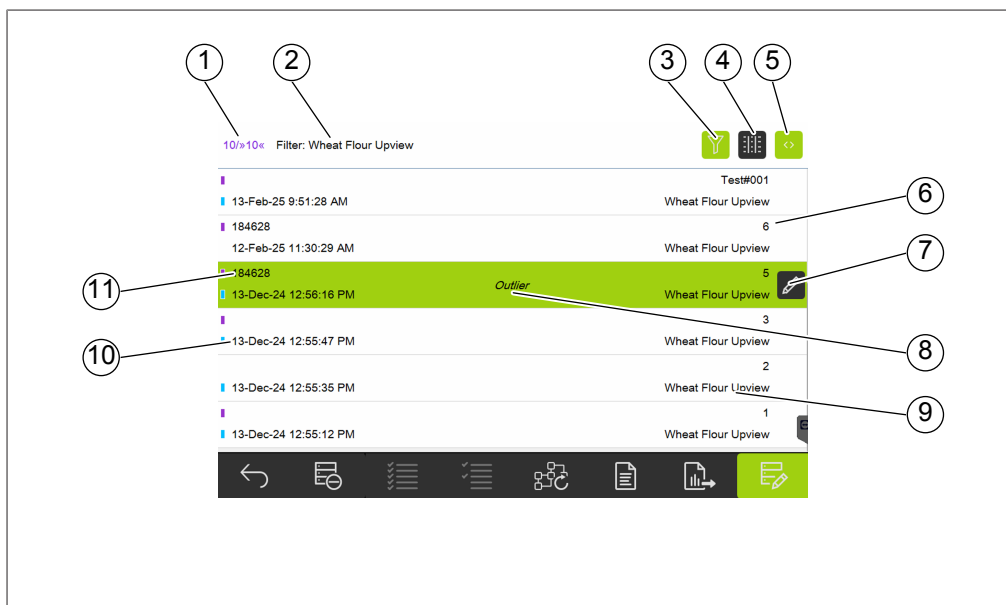 1 2 3 4 5
10/»10« Filter: Wheat Flour Upview
Test#001
13-Feb-25 9:51:28 AM Wheat Flour Upview
6
184628 6
12-Feb-25 11:30:29 AM Wheat Flour Upview
7
184628 5
Outlier
11
13-Dec-24 12:56:16 PM Wheat Flour Upview
3
10
13-Dec-24 12:55:47 PM Wheat Flour Upview
8
2
13-Dec-24 12:55:35 PM Wheat Flour Upview
9
1
13-Dec-24 12:55:12 PM Wheat Flour Upview